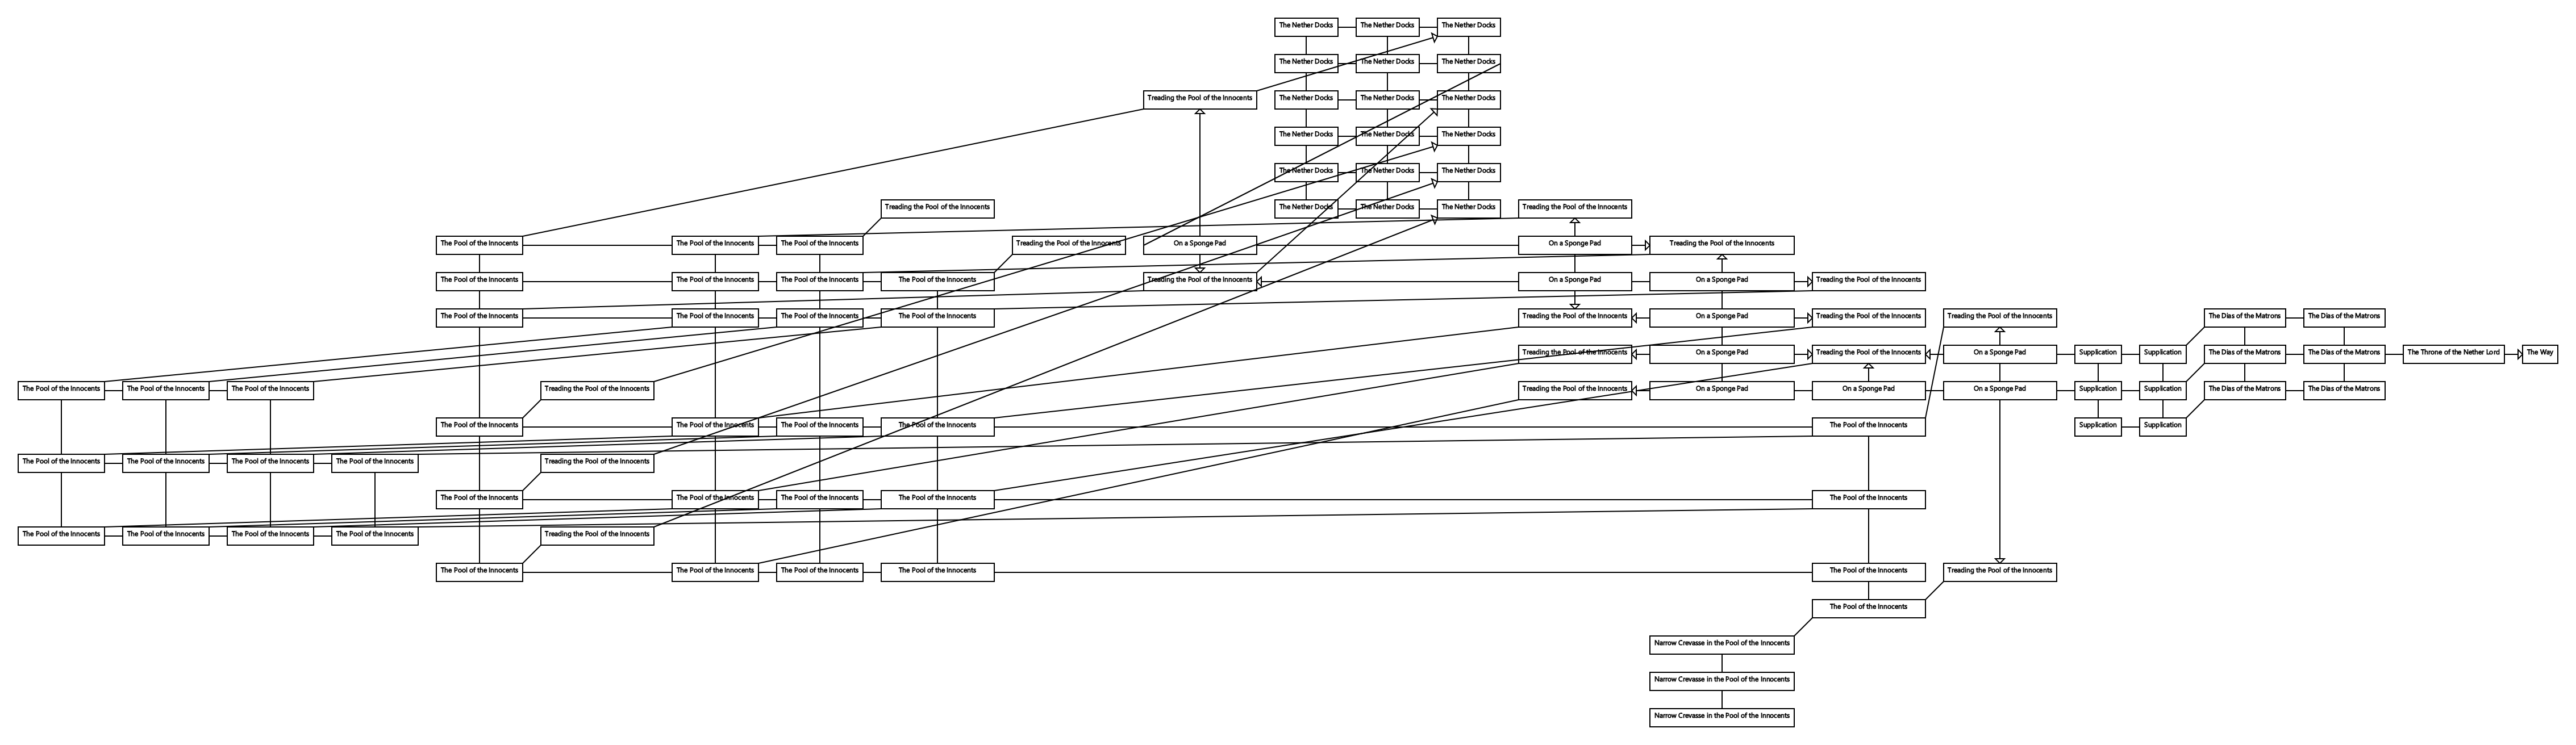 The Nether Docks
The Nether Docks
The Nether Docks
The Nether Docks
The Nether Docks
The Nether Docks
Treading the Pool of the Innocents
The Nether Docks
The Nether Docks
The Nether Docks
The Nether Docks
The Nether Docks
The Nether Docks
The Nether Docks
The Nether Docks
The Nether Docks
Treading the Pool of the Innocents
The Nether Docks
The Nether Docks
The Nether Docks
Treading the Pool of the Innocents
The Pool of the Innocents
The Pool of the Innocents
The Pool of the Innocents
Treading the Pool of the Innocents
On a Sponge Pad
On a Sponge Pad
Treading the Pool of the Innocents
The Pool of the Innocents
The Pool of the Innocents
The Pool of the Innocents
The Pool of the Innocents
Treading the Pool of the Innocents
On a Sponge Pad
On a Sponge Pad
Treading the Pool of the Innocents
The Pool of the Innocents
The Pool of the Innocents
The Pool of the Innocents
The Pool of the Innocents
Treading the Pool of the Innocents
On a Sponge Pad
Treading the Pool of the Innocents
Treading the Pool of the Innocents
The Dias of the Matrons
The Dias of the Matrons
Treading the Pool of the Innocents
On a Sponge Pad
Treading the Pool of the Innocents
On a Sponge Pad
Supplication
Supplication
The Dias of the Matrons
The Dias of the Matrons
The Throne of the Nether Lord
The Way
The Pool of the Innocents
The Pool of the Innocents
The Pool of the Innocents
Treading the Pool of the Innocents
Treading the Pool of the Innocents
On a Sponge Pad
On a Sponge Pad
On a Sponge Pad
Supplication
Supplication
The Dias of the Matrons
The Dias of the Matrons
The Pool of the Innocents
The Pool of the Innocents
The Pool of the Innocents
The Pool of the Innocents
The Pool of the Innocents
Supplication
Supplication
The Pool of the Innocents
The Pool of the Innocents
The Pool of the Innocents
The Pool of the Innocents
Treading the Pool of the Innocents
The Pool of the Innocents
The Pool of the Innocents
The Pool of the Innocents
The Pool of the Innocents
The Pool of the Innocents
The Pool of the Innocents
The Pool of the Innocents
The Pool of the Innocents
The Pool of the Innocents
Treading the Pool of the Innocents
The Pool of the Innocents
The Pool of the Innocents
The Pool of the Innocents
The Pool of the Innocents
The Pool of the Innocents
Treading the Pool of the Innocents
The Pool of the Innocents
Narrow Crevasse in the Pool of the Innocents
Narrow Crevasse in the Pool of the Innocents
Narrow Crevasse in the Pool of the Innocents